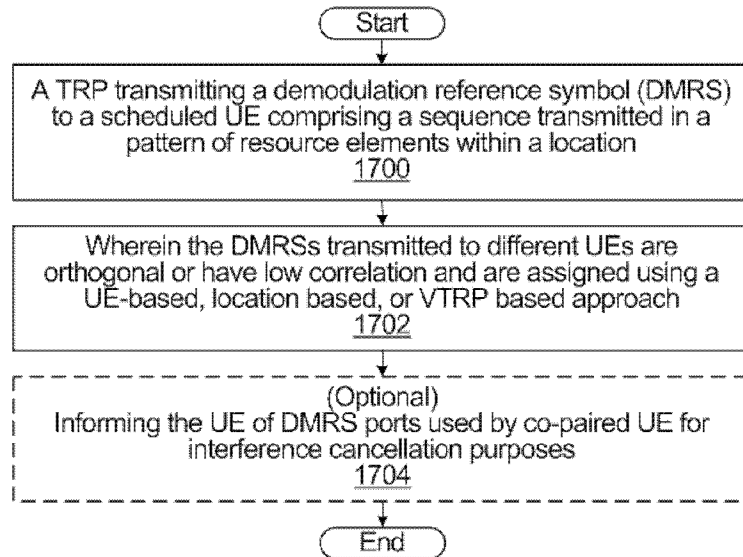 Start
A TRP transmitting a demodulation reference symbol (DMRS)
to a scheduled UE comprising a sequence transmitted in a
pattern of resource elements within a location
1700
Wherein the DMRSs transmitted to different UEs are
orthogonal or have low correlation and are assigned using a
UE-based, location based, or VTRP based approach
1702
(Optional)
Informing the UE of DMRS ports used by co-paired UE for
interference cancellation purposes
1704
End